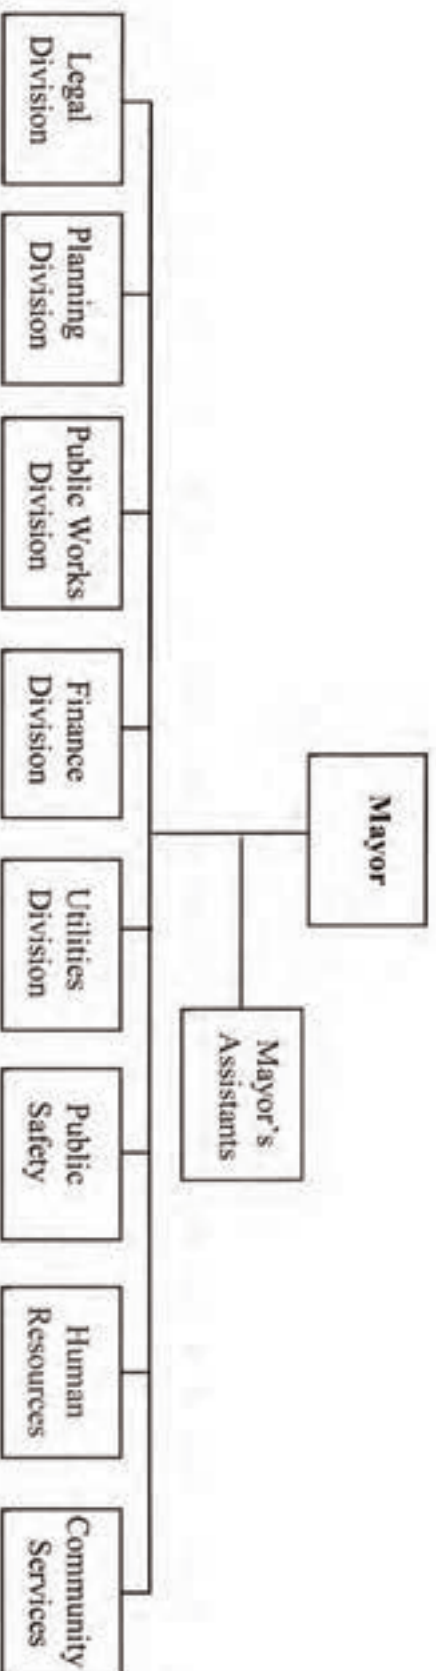 Mayor
Mayor's
Assistants
Legal
Division
Planning
Division
Public Works
Division
Finance
Division
Utilities
Division
Public
Safety
Human
Resources
Community
Services